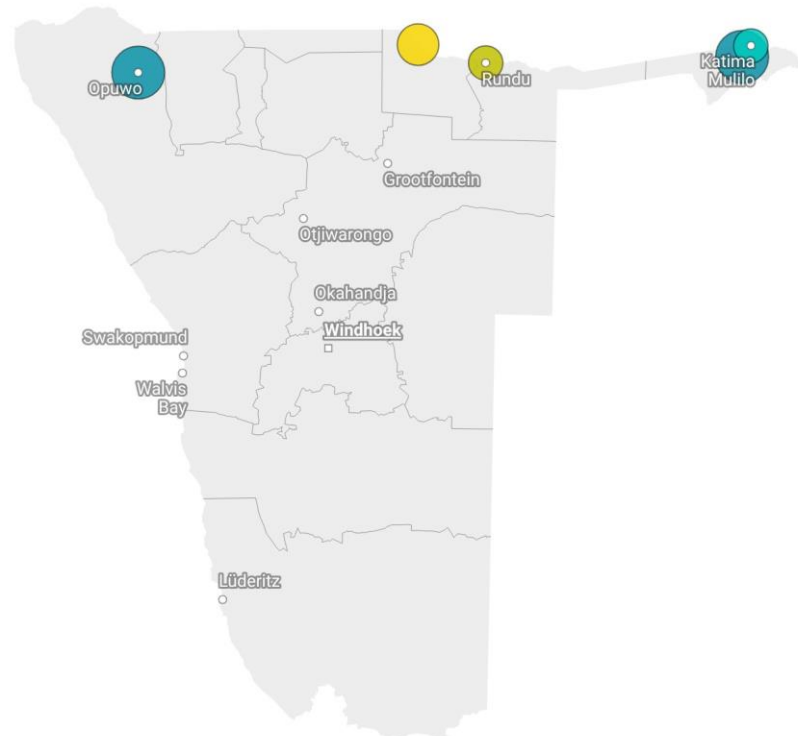 Opuwo
Rundu
Katima
Mulilo
Grootfontein
Otjiwarongo
Okahandja
Windhoek
Swakopmund
Walvis
Bay
Lüderitz